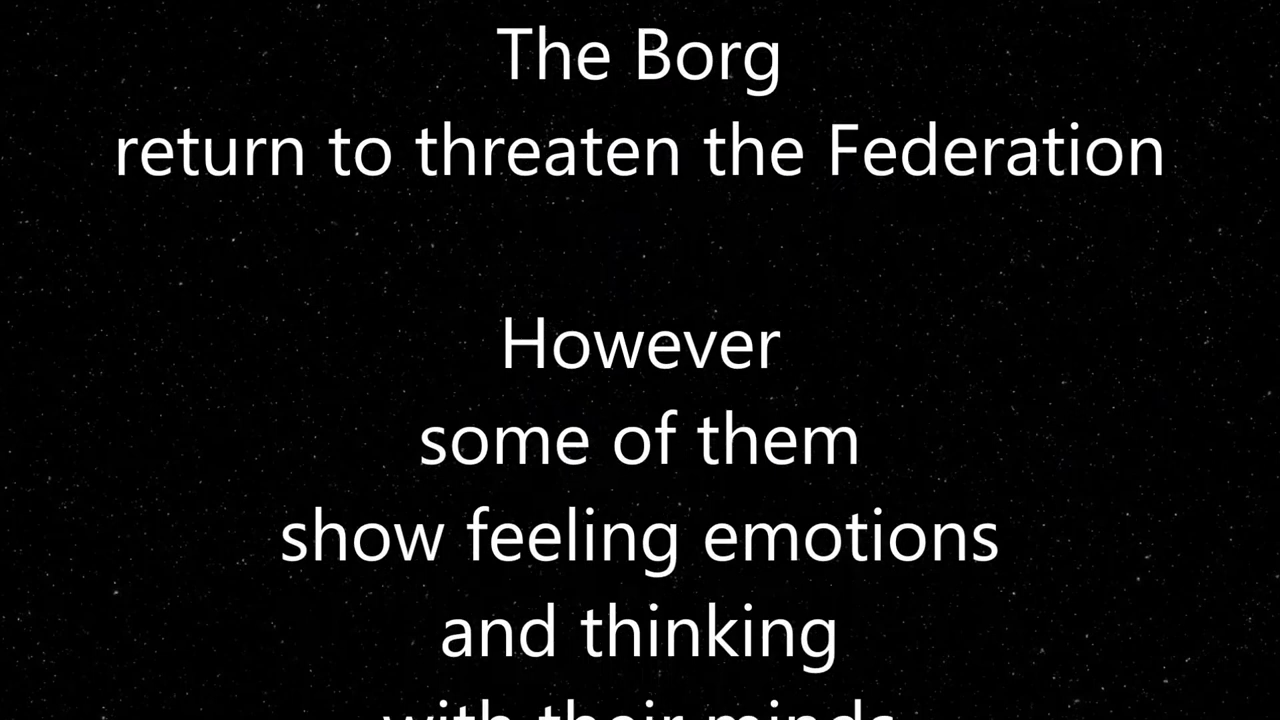 The Borg
return to threaten the Federation
However
some of them
show feeling emotions
and thinking
with their minds